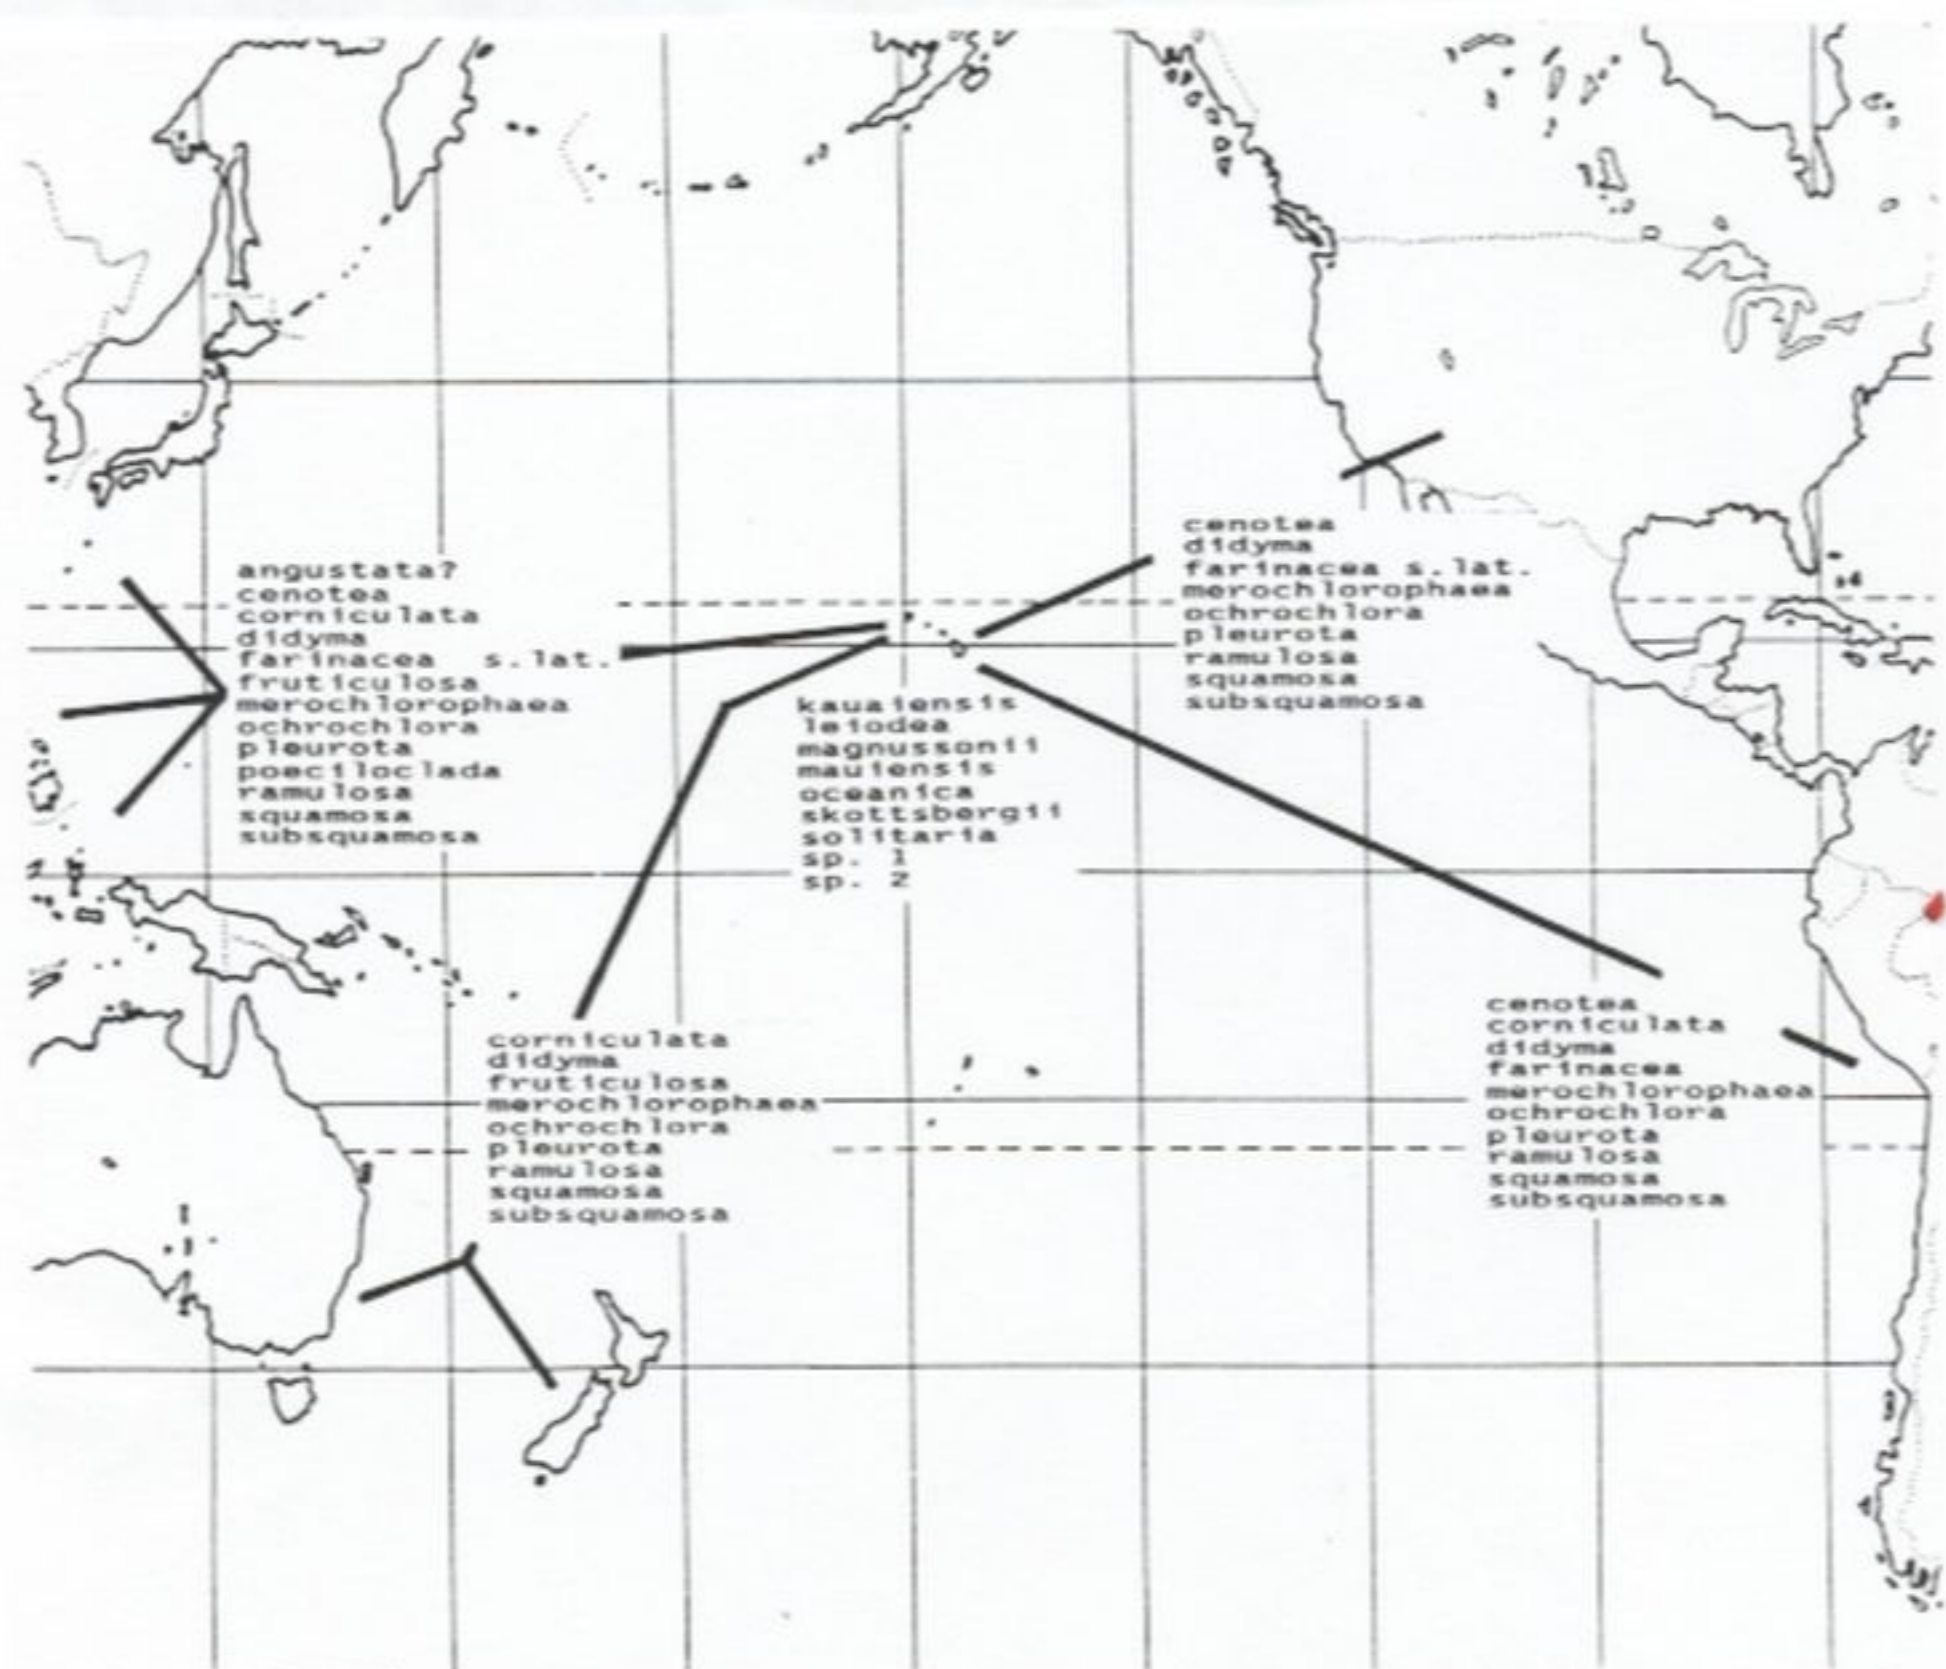 angustata?
cenotea
corniculata
didyma
farinacea s.lat.
fruticulosa
merochlorophaea
ochrochlora
pleurota
poeciloclada
ramulosa
squamosa
subsquamosa
cenotea
didyma
farinacea s.lat.
merochlorophaea
ochrochlora
pleurota
ramulosa
squamosa
subsquamosa
kauaiensis
leiodea
magnussonii
mauiensis
oceanica
skottsbergii
solitaria
sp. 1
sp. 2
corniculata
didyma
fruticulosa
merochlorophaea
ochrochlora
pleurota
ramulosa
squamosa
subsquamosa
cenotea
corniculata
didyma
farinacea
merochlorophaea
ochrochlora
pleurota
ramulosa
squamosa
subsquamosa